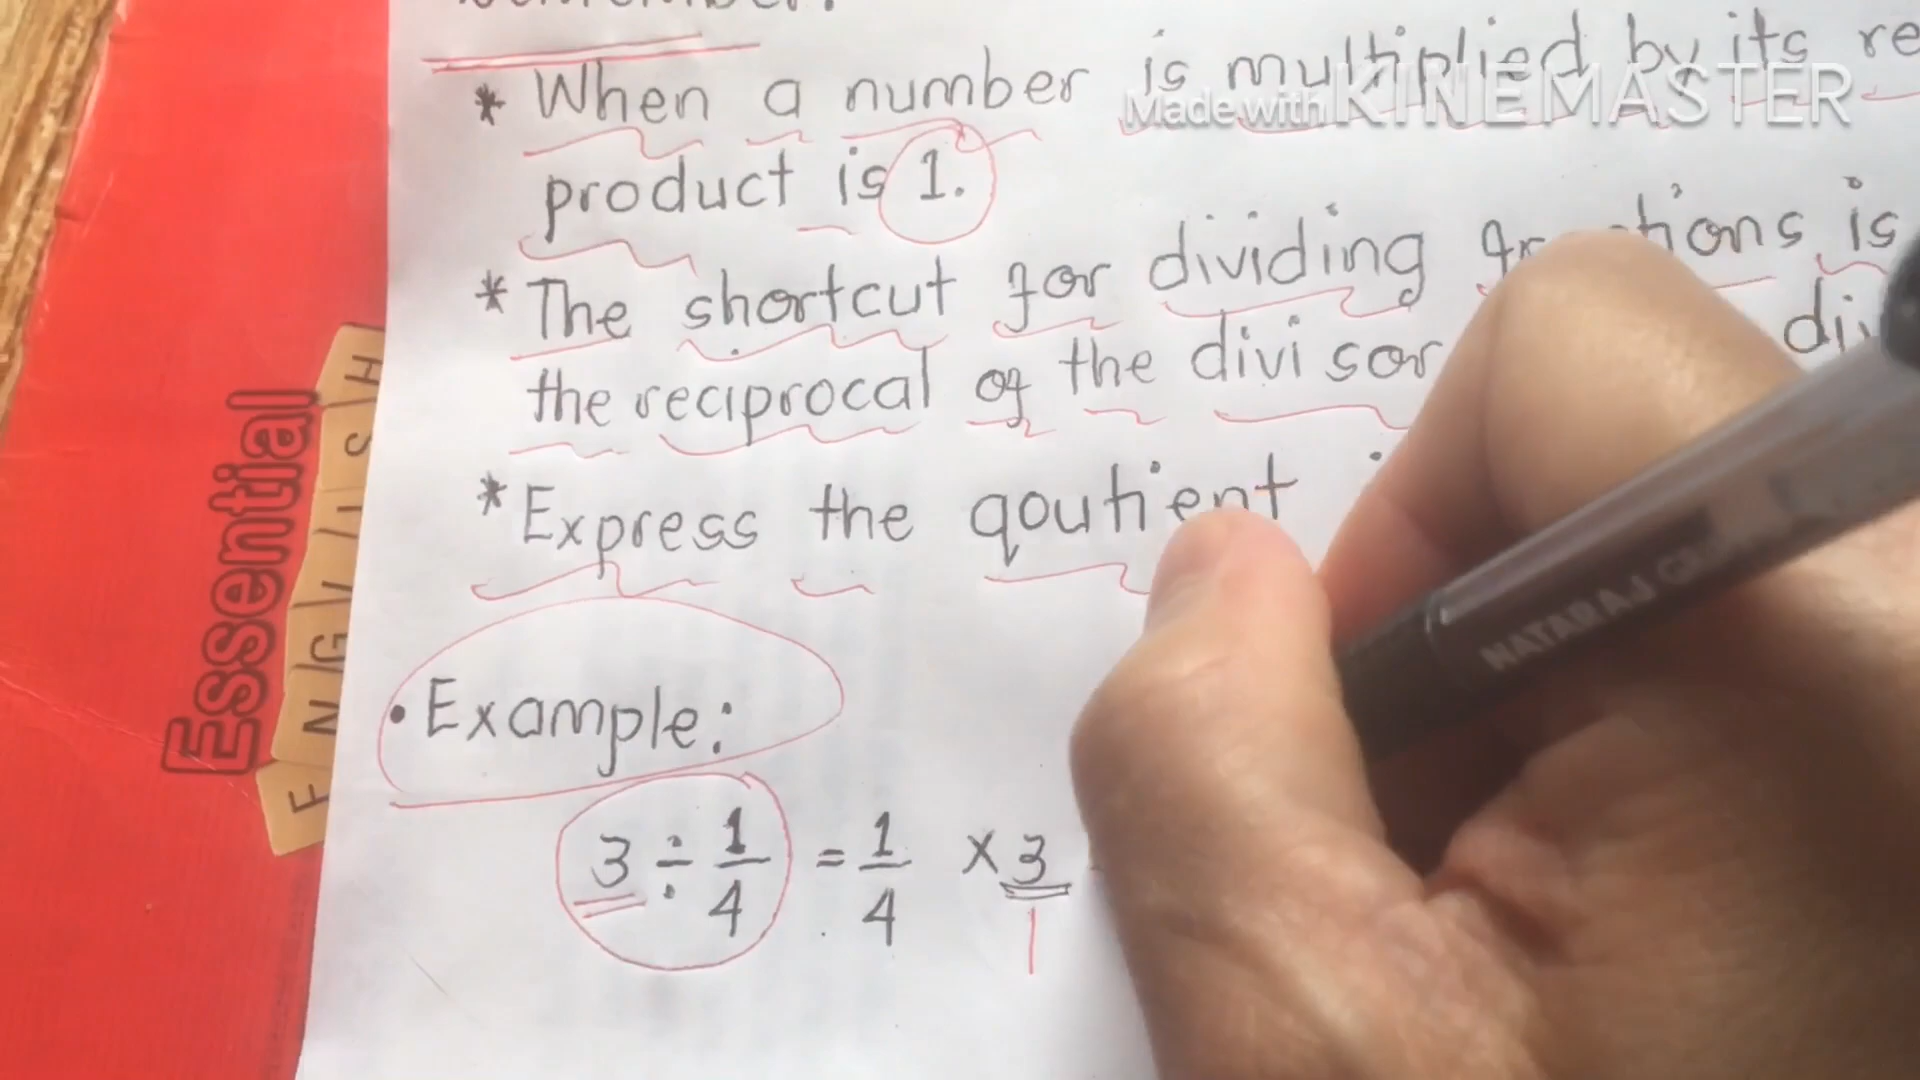 * When a number is multiplied by its re
Made with KINEMASTER
product is 1.
* The shortcut for dividing is
the reciprocal of the divisor
* Express the qoutient
• Example:
3 ÷ 1/4 = 1/4 × 3/1
Essential
ENGLISH
NATARAJ